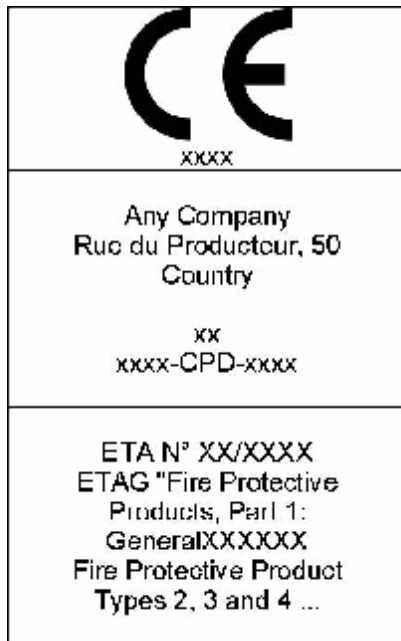 CE
xxxx
Any Company
Rue du Producteur, 50
Country
xx
xxxx-CPD-xxxx
ETA N° XX/XXXX
ETAG "Fire Protective
Products, Part 1:
GeneralXXXXXX
Fire Protective Product
Types 2, 3 and 4 ...